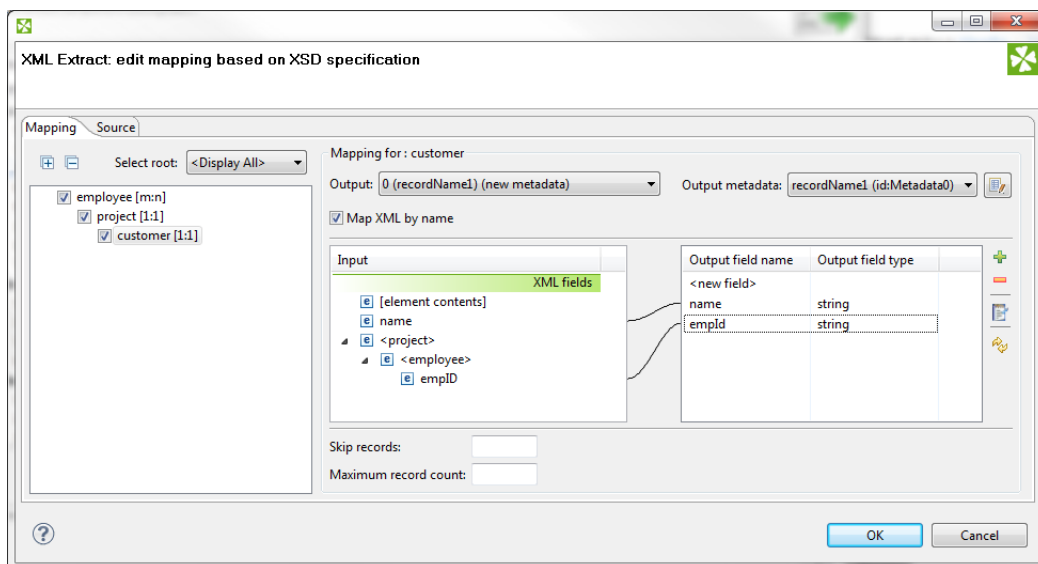 XML Extract: edit mapping based on XSD specification
Mapping Source
Select root: <Display All>
employee [m:n]
project [1:1]
customer [1:1]
Mapping for : customer
Output: 0 (recordName1) (new metadata) Output metadata: recordName1 (id:Metadata0)
Map XML by name
Input
XML fields
e [element contents]
e name
e <project>
e <employee>
e empID
Output field name Output field type
<new field>
name string
empId string
Skip records:
Maximum record count:
? OK Cancel